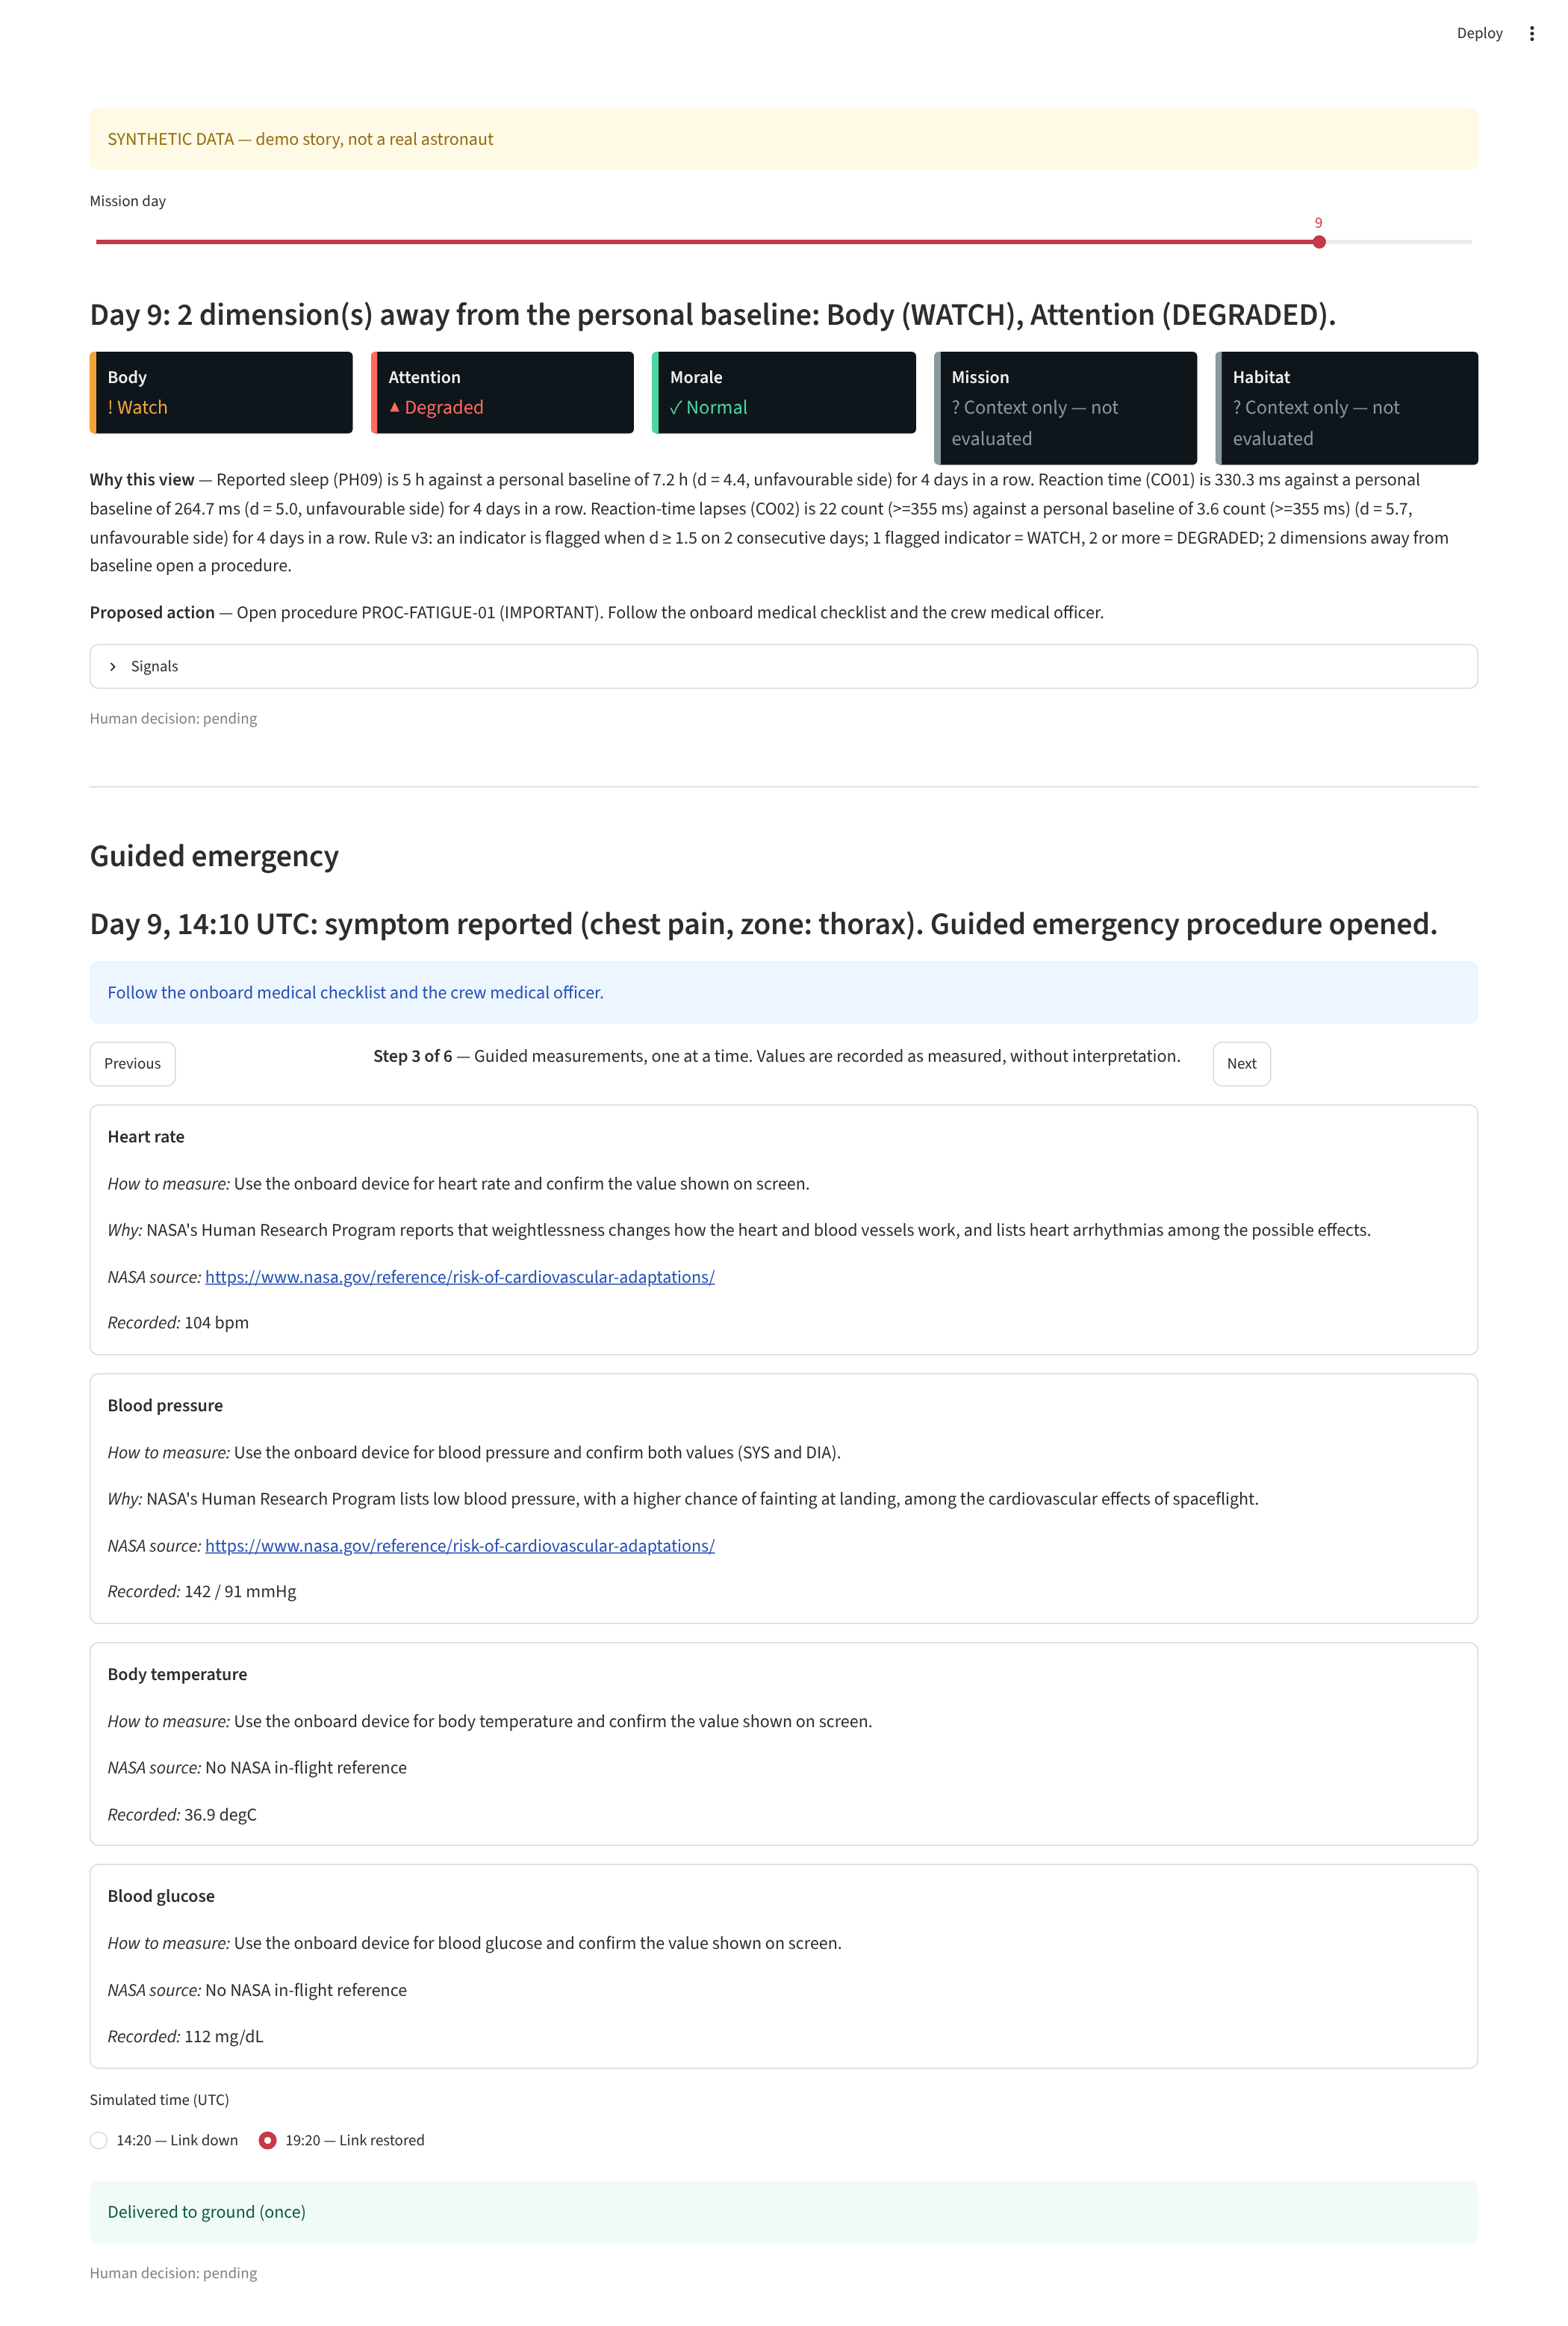 Deploy
SYNTHETIC DATA — demo story, not a real astronaut
Mission day
9
Day 9: 2 dimension(s) away from the personal baseline: Body (WATCH), Attention (DEGRADED).
Body
! Watch
Attention
▲ Degraded
Morale
✓ Normal
Mission
? Context only — not
evaluated
Habitat
? Context only — not
evaluated
Why this view — Reported sleep (PH09) is 5 h against a personal baseline of 7.2 h (d = 4.4, unfavourable side) for 4 days in a row. Reaction time (CO01) is 330.3 ms against a personal
baseline of 264.7 ms (d = 5.0, unfavourable side) for 4 days in a row. Reaction-time lapses (CO02) is 22 count (>=355 ms) against a personal baseline of 3.6 count (>=355 ms) (d = 5.7,
unfavourable side) for 4 days in a row. Rule v3: an indicator is flagged when d ≥ 1.5 on 2 consecutive days; 1 flagged indicator = WATCH, 2 or more = DEGRADED; 2 dimensions away from
baseline open a procedure.
Proposed action — Open procedure PROC-FATIGUE-01 (IMPORTANT). Follow the onboard medical checklist and the crew medical officer.
Signals
Human decision: pending
Guided emergency
Day 9, 14:10 UTC: symptom reported (chest pain, zone: thorax). Guided emergency procedure opened.
Follow the onboard medical checklist and the crew medical officer.
Previous
Step 3 of 6 — Guided measurements, one at a time. Values are recorded as measured, without interpretation.
Next
Heart rate
How to measure: Use the onboard device for heart rate and confirm the value shown on screen.
Why: NASA's Human Research Program reports that weightlessness changes how the heart and blood vessels work, and lists heart arrhythmias among the possible effects.
NASA source: https://www.nasa.gov/reference/risk-of-cardiovascular-adaptations/
Recorded: 104 bpm
Blood pressure
How to measure: Use the onboard device for blood pressure and confirm both values (SYS and DIA).
Why: NASA's Human Research Program lists low blood pressure, with a higher chance of fainting at landing, among the cardiovascular effects of spaceflight.
NASA source: https://www.nasa.gov/reference/risk-of-cardiovascular-adaptations/
Recorded: 142 / 91 mmHg
Body temperature
How to measure: Use the onboard device for body temperature and confirm the value shown on screen.
NASA source: No NASA in-flight reference
Recorded: 36.9 degC
Blood glucose
How to measure: Use the onboard device for blood glucose and confirm the value shown on screen.
NASA source: No NASA in-flight reference
Recorded: 112 mg/dL
Simulated time (UTC)
14:20 — Link down
19:20 — Link restored
Delivered to ground (once)
Human decision: pending